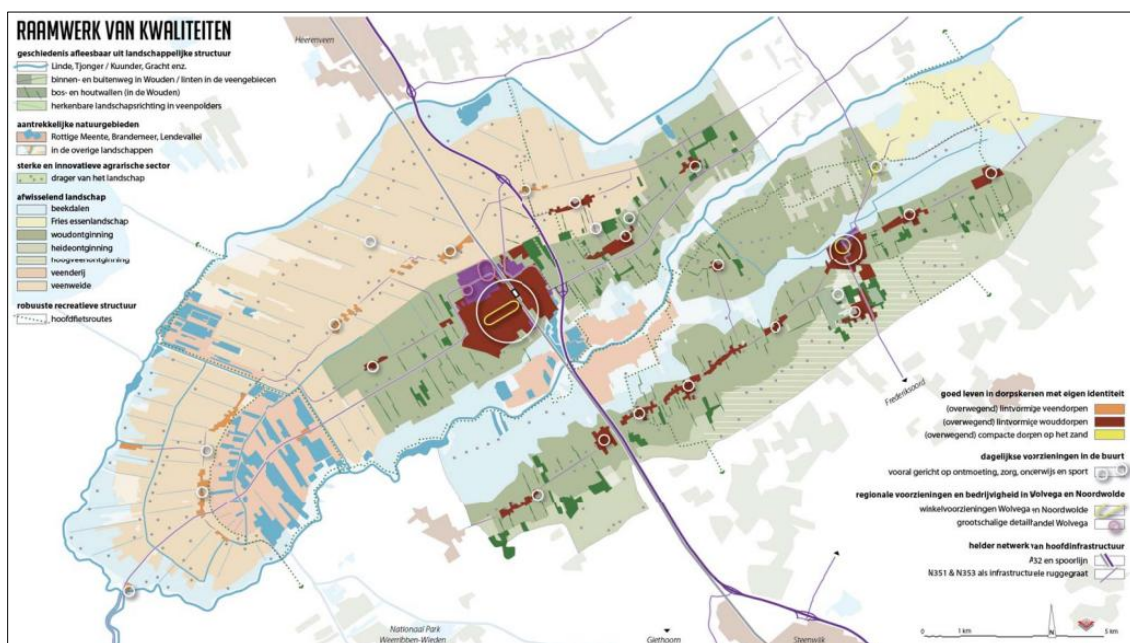 RAAMWERK VAN KWALITEITEN
geschiedenis afleesbaar uit landschappelijke structuur
Linde, Tjonger / Kuunder, Gracht enz.
binnen- en buitenweg in Wouden / linten in de veengebiecen
bos- en houtwallen (in de Wouden)
herkenbare landschapsrichting in veenpolders
aantrekkelijke natuurgebieden
Rottige Meente, Brandemeer, Lendevallei
in de overige landschappen
sterke en innovatieve agrarische sector
drager van het landschap
afwisselend landschap
beekdalen
Fries essenlandschap
woudontginning
heideontginning
hoogveenontginning
veenderij
veenweide
robuuste recreatieve structuur
hoofdfietsroutes
Heerenveen
Frederiksoord
goed leven in dorpskernen met eigen identiteit
(overwegend) lintvormige veendorpen
(overwegend) lintvormige wouddorpen
(overwegend) compacte dorpen op het zand
dagelijkse voorzieningen in de buurt
vooral gericht op ontmoeting, zorg, onderwijs en sport
regionale voorzieningen en bedrijvigheid in Wolvega en Noordwolde
winkelvoorzieningen Wolvega en Noordwolde
grootschalige detailhandel Wolvega
helder netwerk van hoofdinfrastructuur
A32 en spoorlijn
N351 & N353 als infrastructurele ruggegraat
Nationaal Park
Weerribben-Wieden
Giethoorn
Steenwijk
0 1 km N 5 km